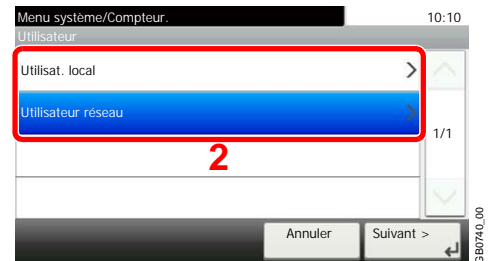 Menu système/Compteur. 10:10
Utilisateur
Utilisat. local
Utilisateur réseau
1/1
2
Annuler Suivant >
GB0740_00